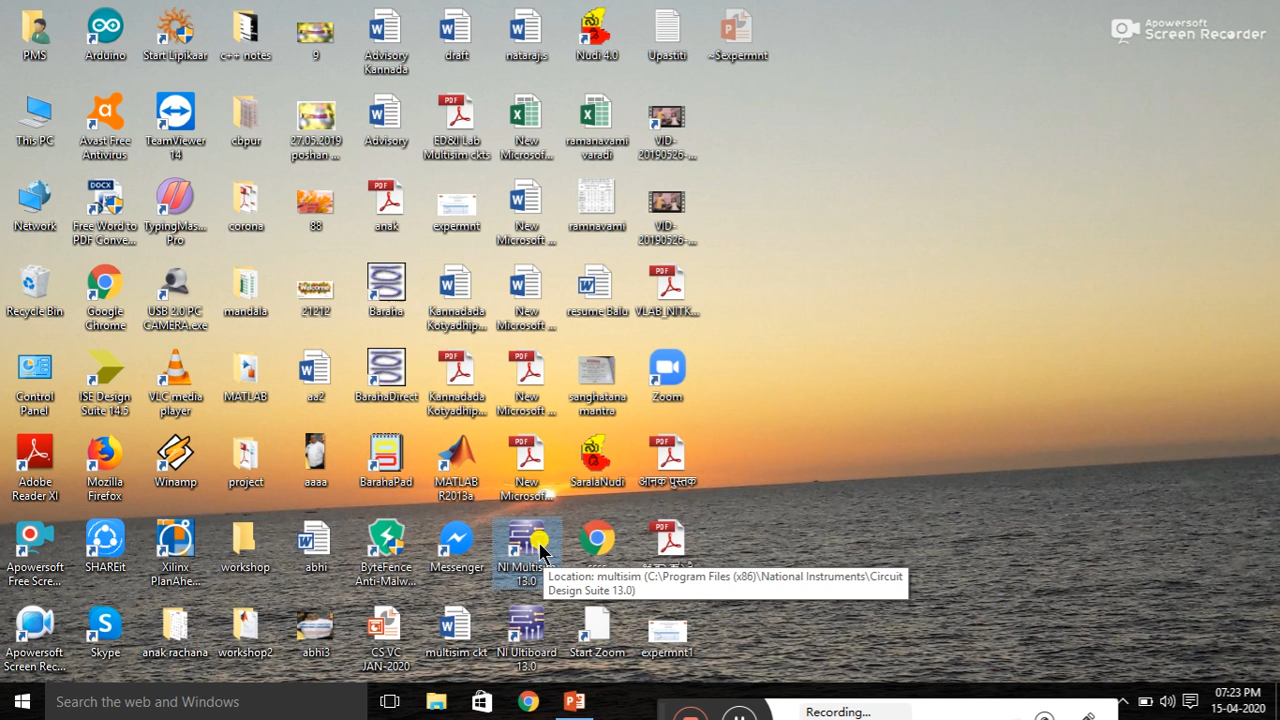 PMS
Arduino
Start Lipikaar
c++ notes
9
Advisory
Kannada
draft
nataraj.s
Nudi 4.0
Upastiti
~$expermnt
Apowersoft
Screen Recorder
This PC
Avast Free
Antivirus
TeamViewer
14
cbpur
27.05.2019
poshan ...
Advisory
ED&I Lab
Multisim ckts
New
Microsof...
ramanavami
varadi
VID-
20190526-...
Network
Free Word to
PDF Conve...
TypingMas...
Pro
corona
88
anak
expermnt
New
Microsoft ...
ramnavami
VID-
20190526-...
Recycle Bin
Google
Chrome
USB 2.0 PC
CAMERA.exe
mandala
21212
Baraha
Kannadada
Kotyadhip...
New
Microsoft ...
resume Balu
VLAB_NITK...
Control
Panel
ISE Design
Suite 14.5
VLC media
player
MATLAB
aa2
BarahaDirect
Kannadada
Kotyadhip...
New
Microsoft ...
sanghatana
mantra
Zoom
Adobe
Reader XI
Mozilla
Firefox
Winamp
project
aaaa
BarahaPad
MATLAB
R2013a
New
Microsof...
SaralaNudi
आनक पुस्तक
Apowersoft
Free Scre...
SHAREit
Xilinx
PlanAhe...
workshop
abhi
ByteFence
Anti-Malw...
Messenger
NI Multisim
13.0
Location: multisim (C:\Program Files (x86)\National Instruments\Circuit
Design Suite 13.0)
Apowersoft
Screen Rec...
Skype
anak rachana
workshop2
abhi3
CS VC
JAN-2020
multisim ckt
NI Ultiboard
13.0
Start Zoom
expermnt1
Search the web and Windows
Recording...
07:23 PM
15-04-2020